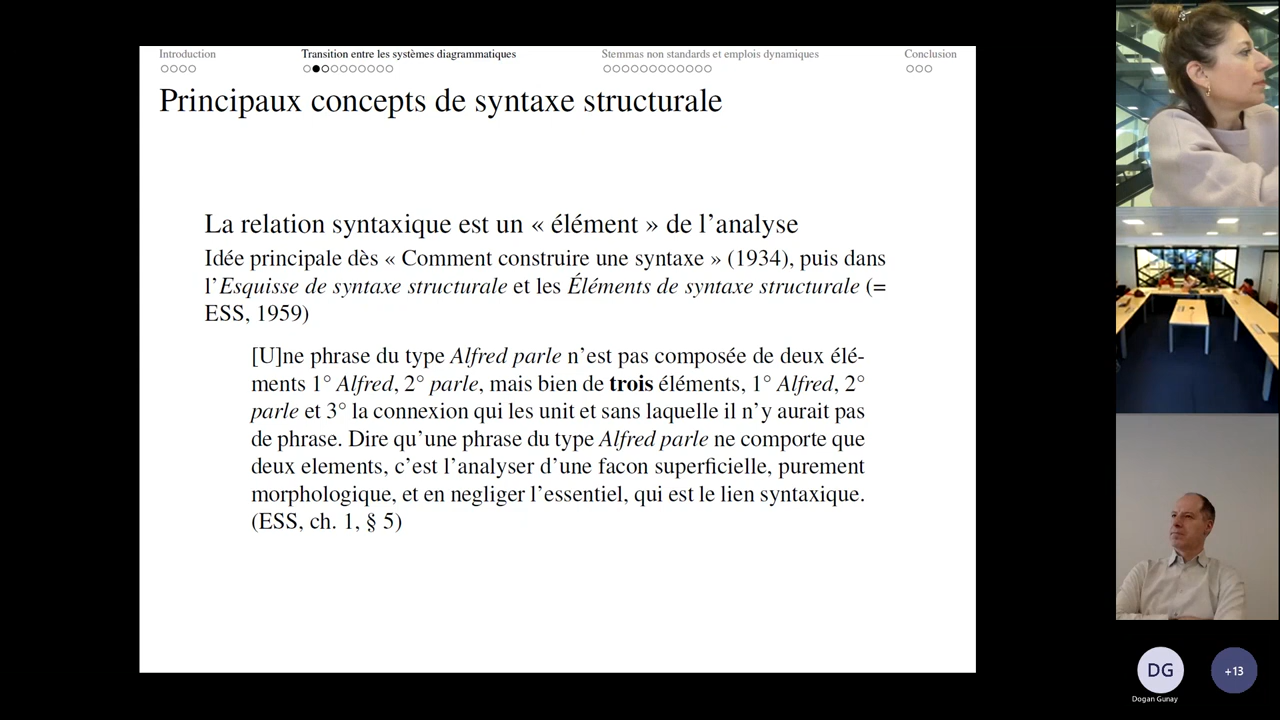 Introduction
Transition entre les systèmes diagrammatiques
Stemmas non standards et emplois dynamiques
Conclusion
Principaux concepts de syntaxe structurale
La relation syntaxique est un « élément » de l'analyse
Idée principale dès « Comment construire une syntaxe » (1934), puis dans
l'Esquisse de syntaxe structurale et les Éléments de syntaxe structurale (=
ESS, 1959)
[U]ne phrase du type Alfred parle n'est pas composée de deux élé-
ments 1° Alfred, 2° parle, mais bien de trois éléments, 1° Alfred, 2°
parle et 3° la connexion qui les unit et sans laquelle il n'y aurait pas
de phrase. Dire qu'une phrase du type Alfred parle ne comporte que
deux elements, c'est l'analyser d'une facon superficielle, purement
morphologique, et en negliger l'essentiel, qui est le lien syntaxique.
(ESS, ch. 1, § 5)
DG
+13
Dogan Gunay